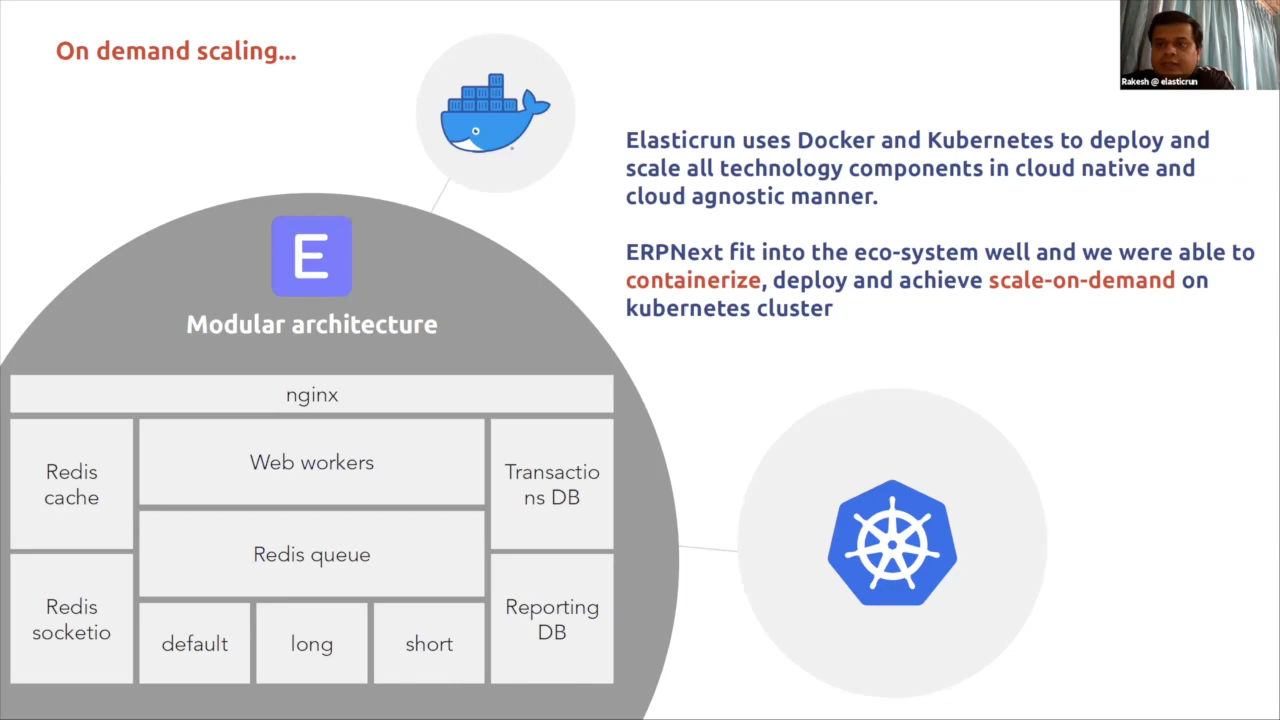 On demand scaling...
Rakesh @ elasticrun
Elasticrun uses Docker and Kubernetes to deploy and
scale all technology components in cloud native and
cloud agnostic manner.
ERPNext fit into the eco-system well and we were able to
containerize, deploy and achieve scale-on-demand on
kubernetes cluster
E
Modular architecture
nginx
Redis
cache
Web workers
Transactio
ns DB
Redis queue
Redis
socketio
default
long
short
Reporting
DB